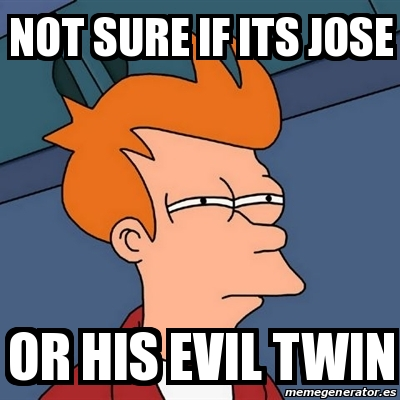 NOT SURE IF ITS JOSE
OR HIS EVIL TWIN
memegenerator.es